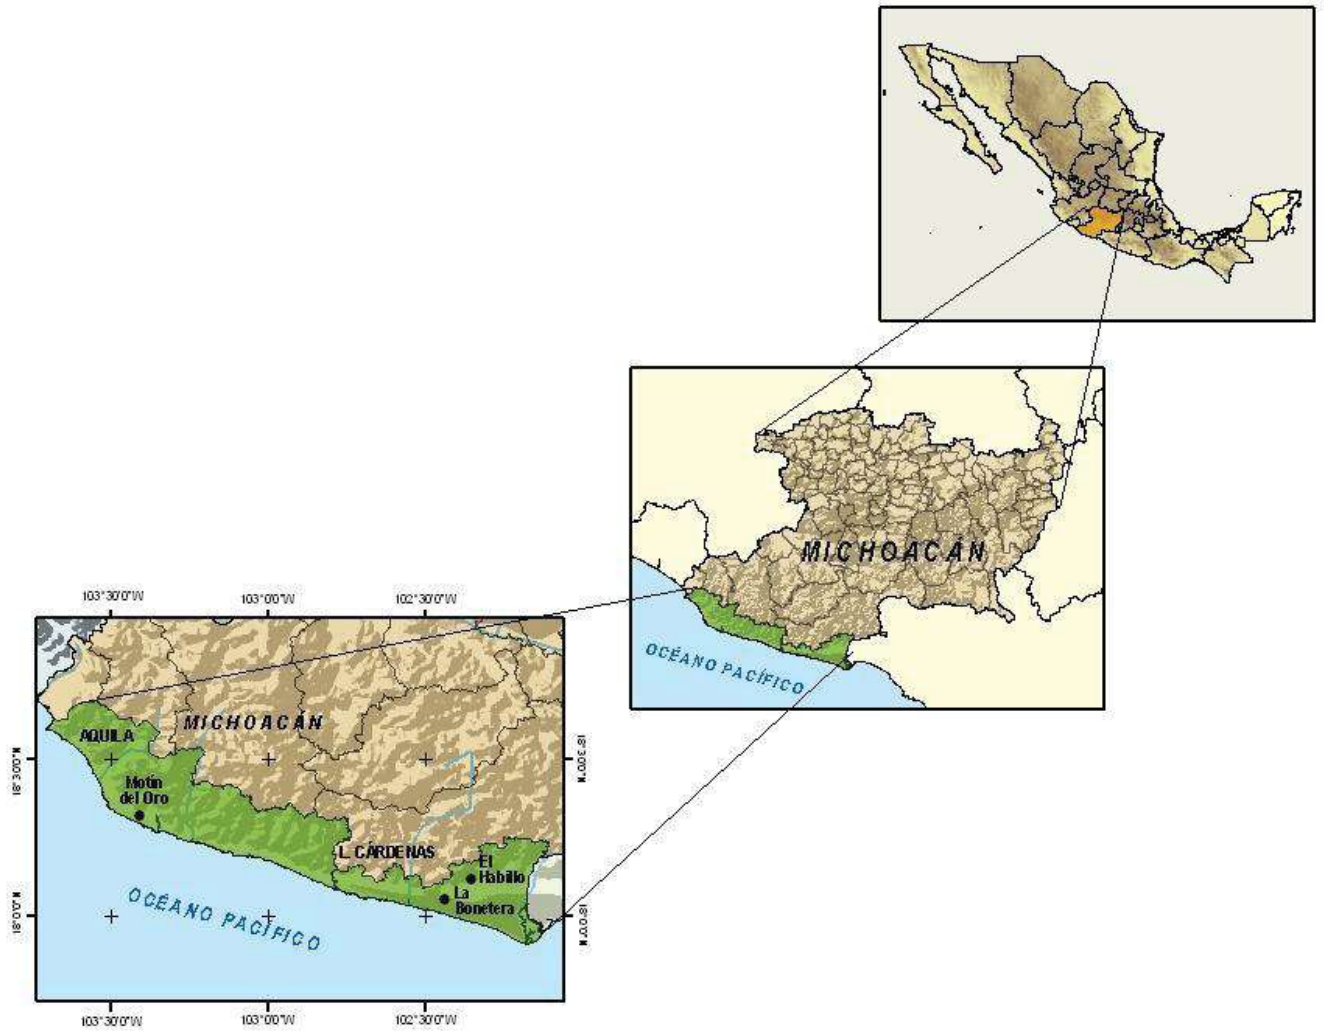 MICHOACÁN
OCÉANO PACÍFICO
103°30'0"W
103°0'0"W
102°30'0"W
MICHOACÁN
AQUILA
18°30'0"N
18°30'0"N
Motín
del Oro
L. CÁRDENAS
El
Habillo
La
Bonetera
18°0'0"N
18°0'0"N
OCÉANO PACÍFICO
103°30'0"W
103°0'0"W
102°30'0"W